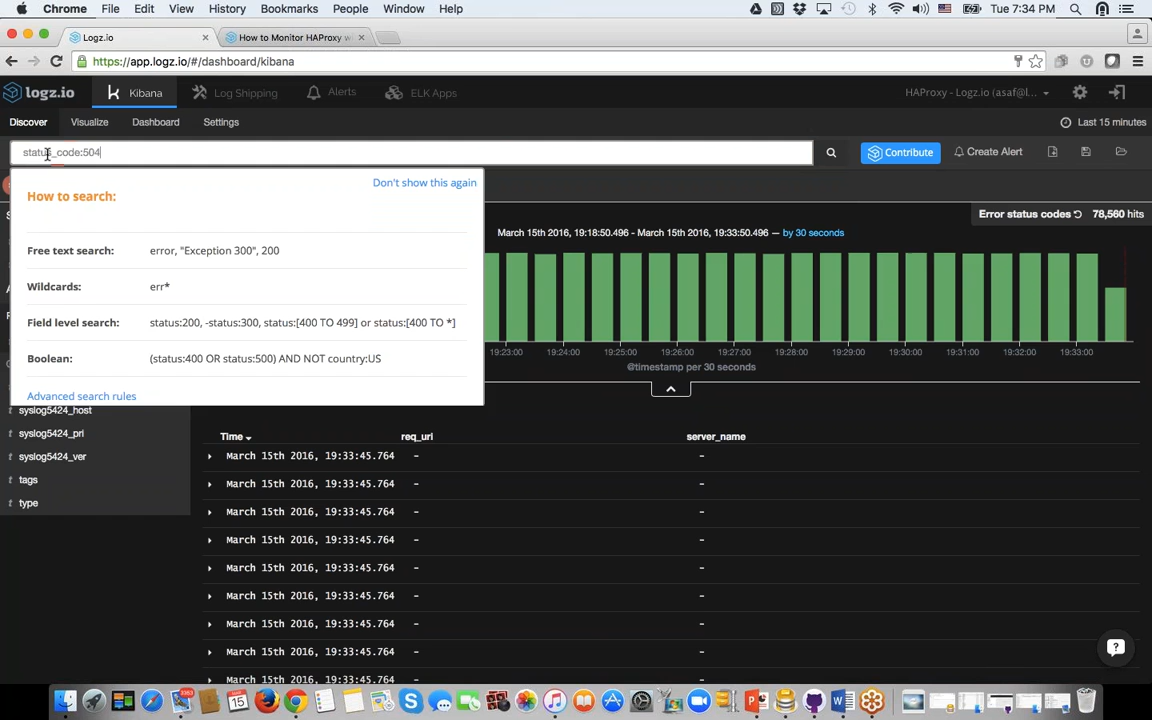 Chrome File Edit View History Bookmarks People Window Help Tue 7:34 PM
Logz.io × How to Monitor HAProxy wi ×
https://app.logz.io/#/dashboard/kibana
logz.io Kibana Log Shipping Alerts ELK Apps HAProxy - Logz.io (asaf@l...
Discover Visualize Dashboard Settings Last 15 minutes
status_code:504 Contribute Create Alert
Don't show this again
How to search:
Error status codes 78,560 hits
March 15th 2016, 19:18:50.496 - March 15th 2016, 19:33:50.496 — by 30 seconds
Free text search: error, "Exception 300", 200
Wildcards: err*
Field level search: status:200, -status:300, status:[400 TO 499] or status:[400 TO *]
Boolean: (status:400 OR status:500) AND NOT country:US
Advanced search rules
19:23:00 19:24:00 19:25:00 19:26:00 19:27:00 19:28:00 19:29:00 19:30:00 19:31:00 19:32:00 19:33:00
@timestamp per 30 seconds
t syslog5424_host
t syslog5424_pri
t syslog5424_ver
t tags
t type
Time req_url server_name
March 15th 2016, 19:33:45.764 – –
March 15th 2016, 19:33:45.764 – –
March 15th 2016, 19:33:45.764 – –
March 15th 2016, 19:33:45.764 – –
March 15th 2016, 19:33:45.764 – –
March 15th 2016, 19:33:45.764 – –
March 15th 2016, 19:33:45.764 – –
March 15th 2016, 19:33:45.764 – –
March 15th 2016, 19:33:45.764 – –